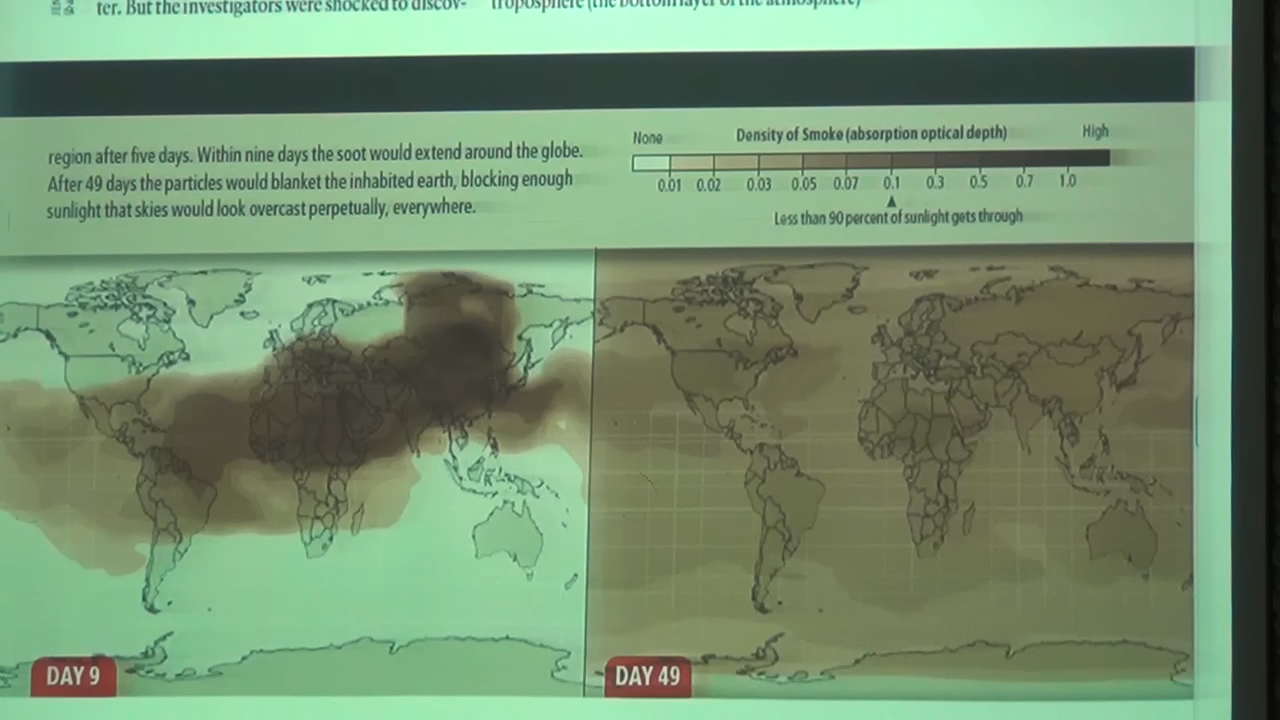 ter. But the investigators were shocked to discov-
troposphere (the bottom layer of the atmosphere)
region after five days. Within nine days the soot would extend around the globe.
After 49 days the particles would blanket the inhabited earth, blocking enough
sunlight that skies would look overcast perpetually, everywhere.
None Density of Smoke (absorption optical depth) High
0.01 0.02 0.03 0.05 0.07 0.1 0.3 0.5 0.7 1.0
Less than 90 percent of sunlight gets through
DAY 9
DAY 49